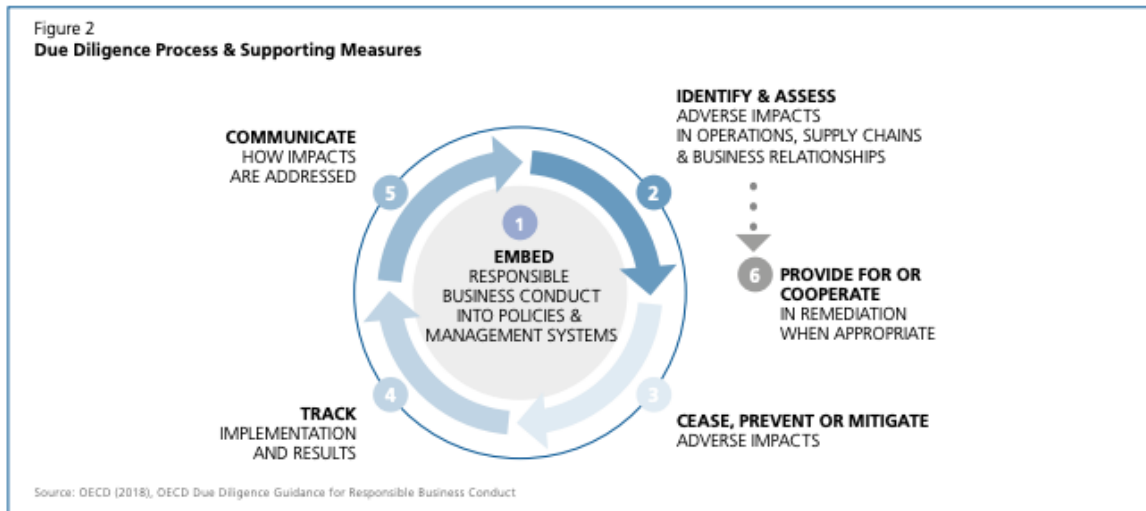 Figure 2
Due Diligence Process & Supporting Measures
1
EMBED
RESPONSIBLE
BUSINESS CONDUCT
INTO POLICIES &
MANAGEMENT SYSTEMS
2
IDENTIFY & ASSESS
ADVERSE IMPACTS
IN OPERATIONS, SUPPLY CHAINS
& BUSINESS RELATIONSHIPS
3
CEASE, PREVENT OR MITIGATE
ADVERSE IMPACTS
4
TRACK
IMPLEMENTATION
AND RESULTS
5
COMMUNICATE
HOW IMPACTS
ARE ADDRESSED
6
PROVIDE FOR OR
COOPERATE
IN REMEDIATION
WHEN APPROPRIATE
Source: OECD (2018), OECD Due Diligence Guidance for Responsible Business Conduct